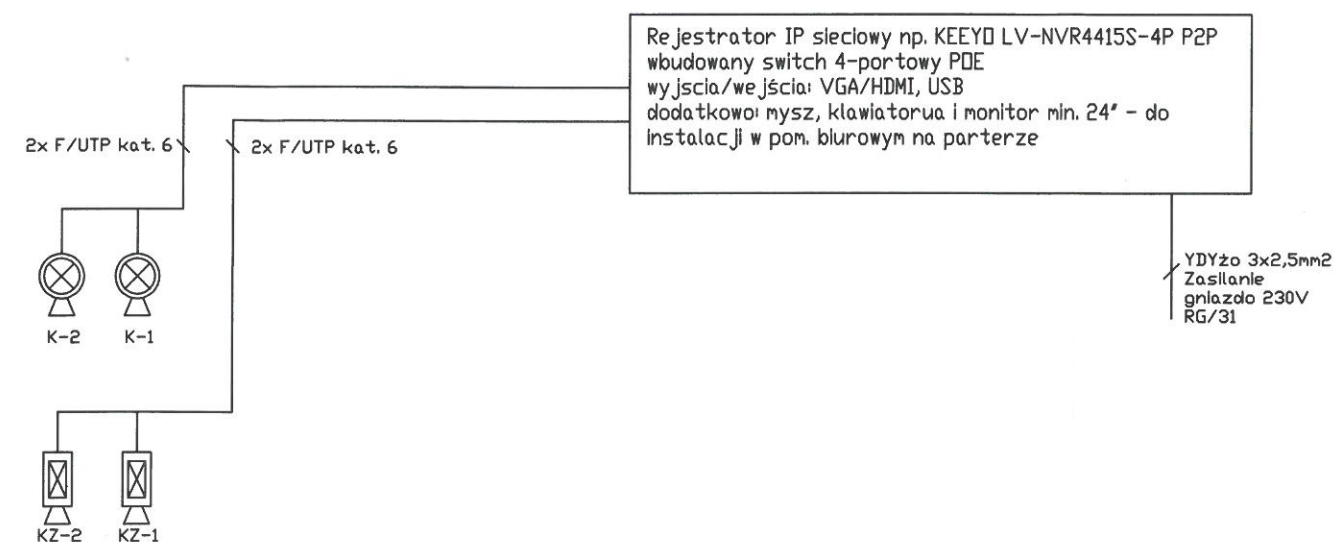 Rejestrator IP sieciowy np. KEEYO LV-NVR4415S-4P P2P
wbudowany switch 4-portowy POE
wyjscia/wejścia: VGA/HDMI, USB
dodatkowo: mysz, klawiatorua i monitor min. 24" - do
instalacji w pom. biurowym na parterze
2x F/UTP kat. 6
2x F/UTP kat. 6
K-2
K-1
YDYżo 3x2,5mm2
Zasilanie
gniazdo 230V
RG/31
KZ-2
KZ-1